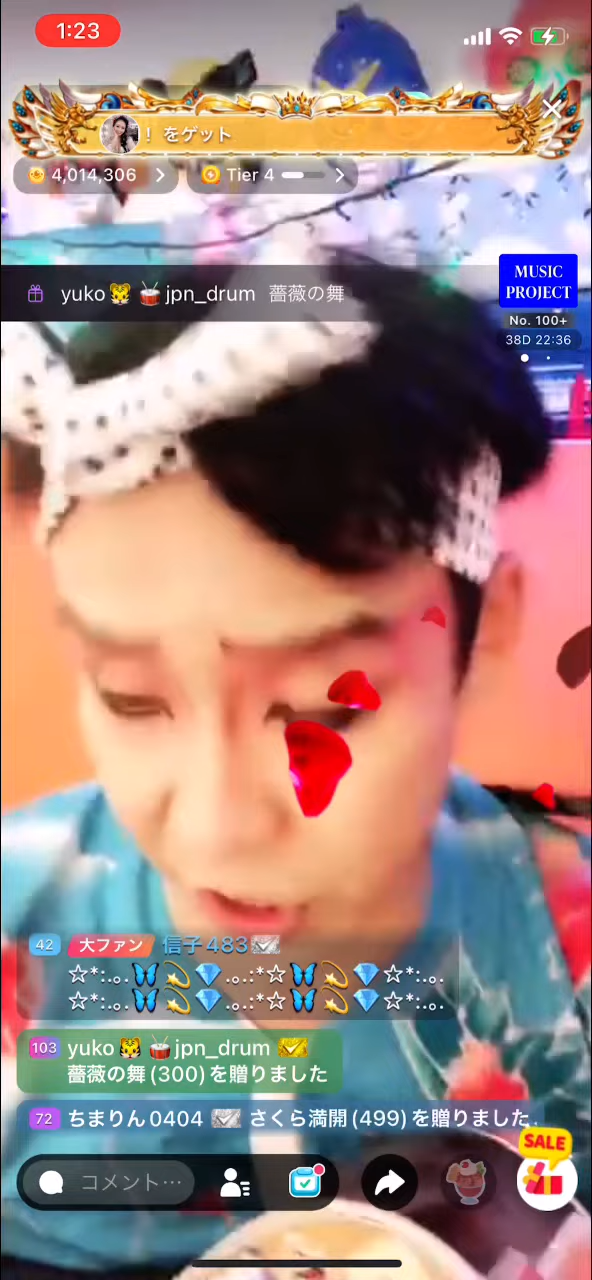 1:23
！をゲット
4,014,306
Tier 4
yuko🐯🥁jpn_drum 薔薇の舞
MUSIC
PROJECT
No. 100+
38D 22:36
42 大ファン 信子483
☆*:.｡.🦋💫💎.｡.:*☆🦋💫💎☆*:.｡.
☆*:.｡.🦋💫💎.｡.:*☆🦋💫💎☆*:.｡.
103 yuko🐯🥁jpn_drum
薔薇の舞(300)を贈りました
72 ちまりん0404 さくら満開(499)を贈りました
SALE
コメント…